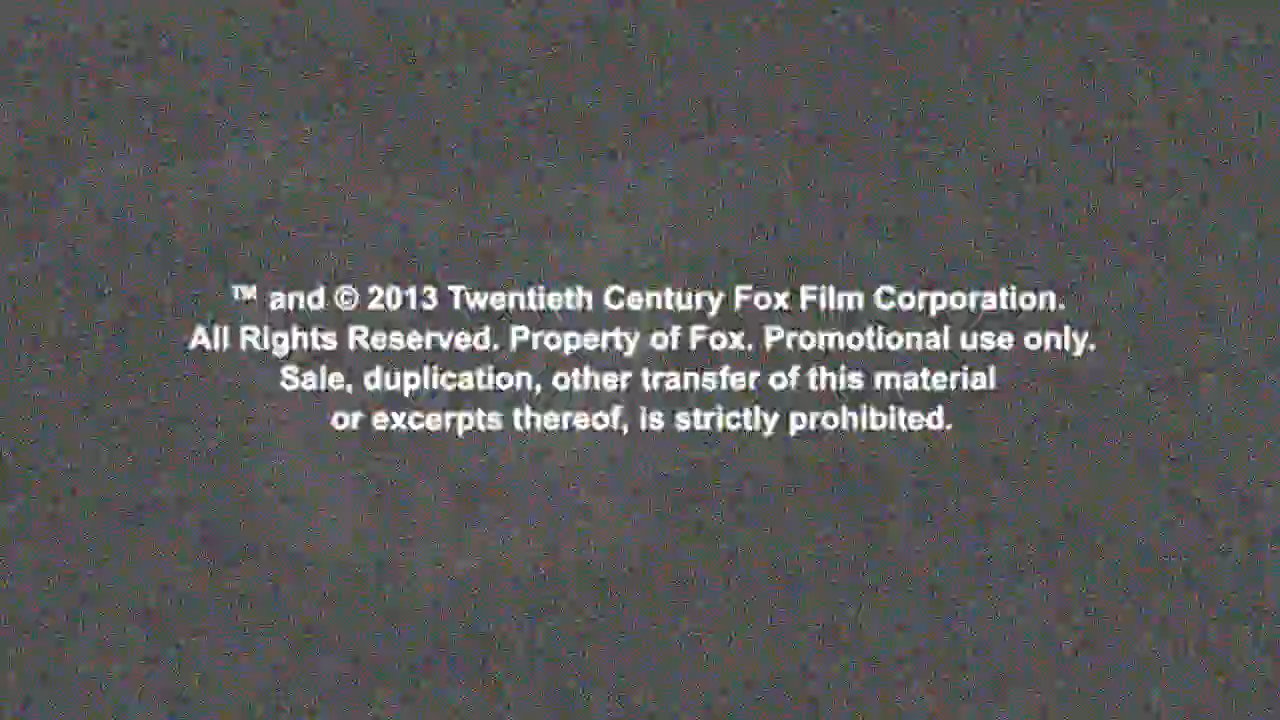 ™ and © 2013 Twentieth Century Fox Film Corporation.
All Rights Reserved. Property of Fox. Promotional use only.
Sale, duplication, other transfer of this material
or excerpts thereof, is strictly prohibited.